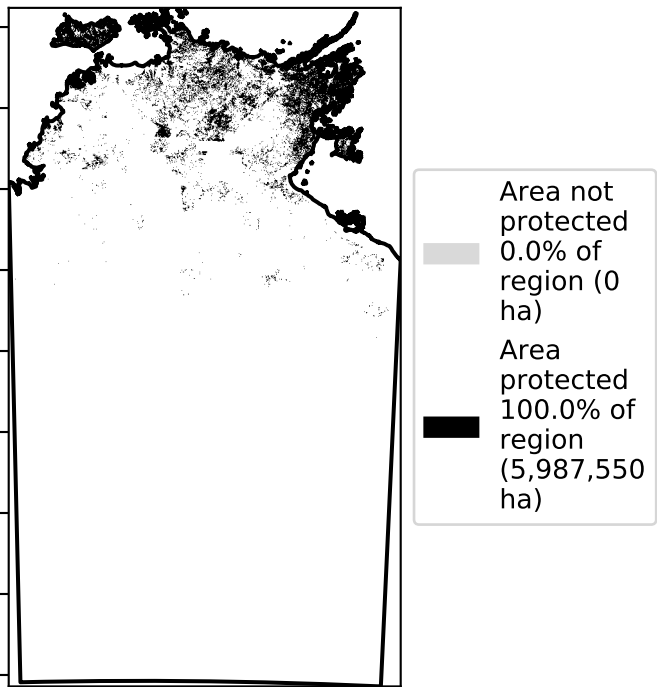 Area not
protected
0.0% of
region (0
ha)
Area
protected
100.0% of
region
(5,987,550
ha)